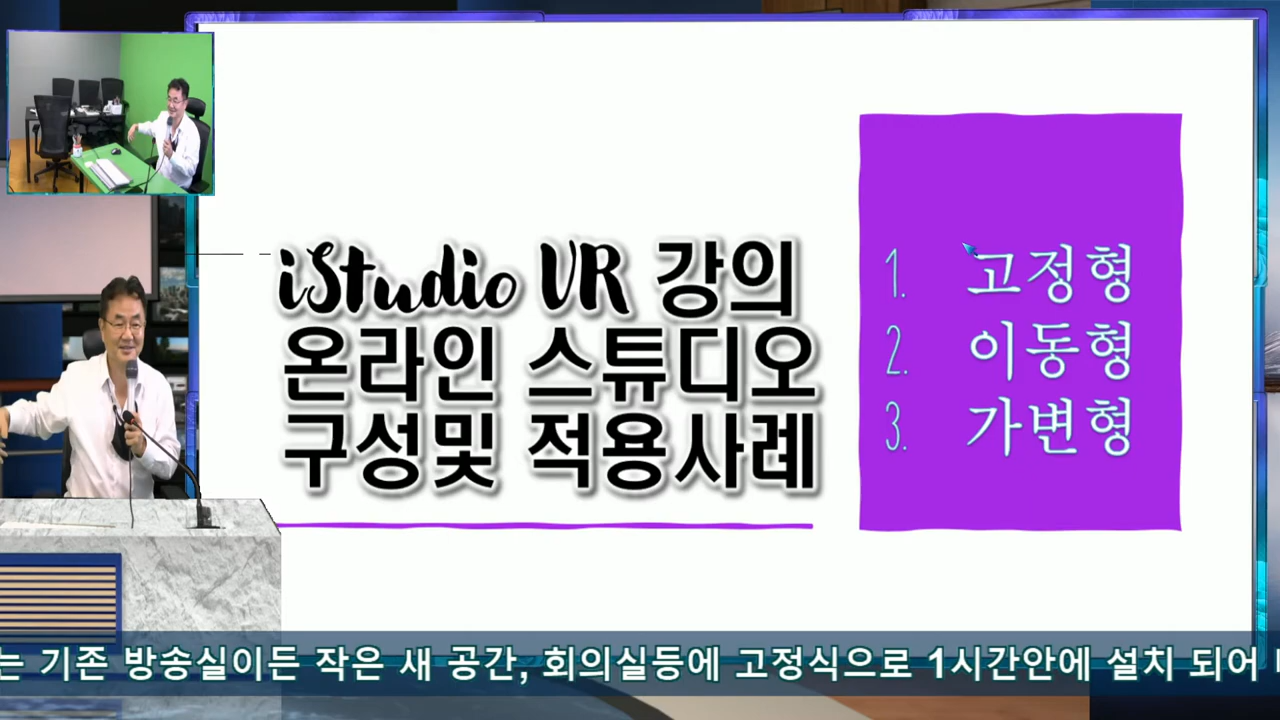 iStudio VR 강의
온라인 스튜디오
구성및 적용사례
1. 고정형
2. 이동형
3. 가변형
는 기존 방송실이든 작은 새 공간, 회의실등에 고정식으로 1시간안에 설치 되어